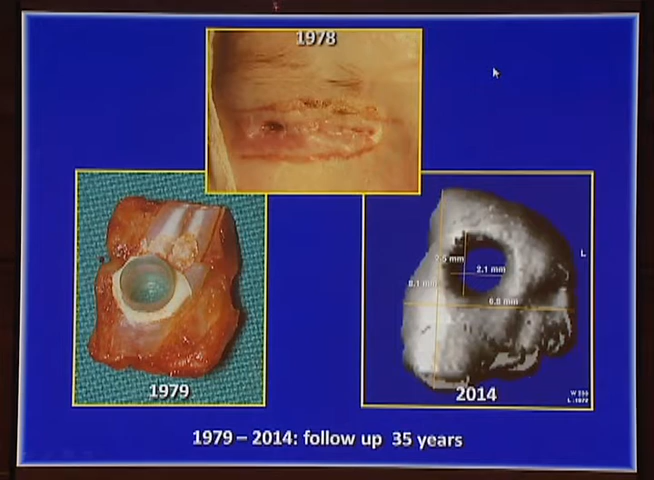 1978
1979
2.5 mm
2.1 mm
8.1 mm
6.8 mm
L
2014
1979 – 2014: follow up 35 years